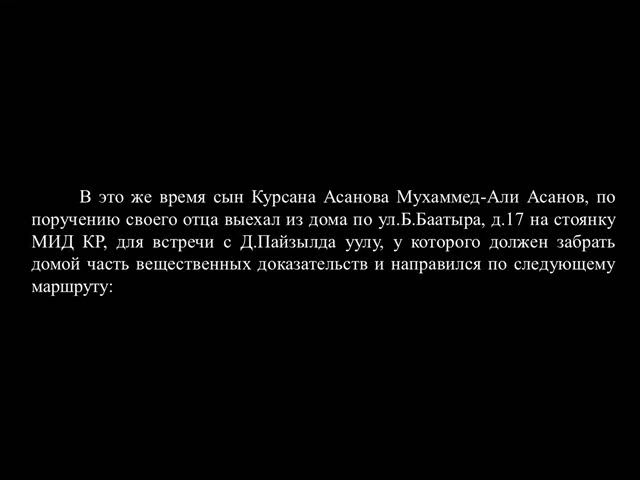 В это же время сын Курсана Асанова Мухаммед-Али Асанов, по
поручению своего отца выехал из дома по ул.Б.Баатыра, д.17 на стоянку
МИД КР, для встречи с Д.Пайзылда уулу, у которого должен забрать
домой часть вещественных доказательств и направился по следующему
маршруту: